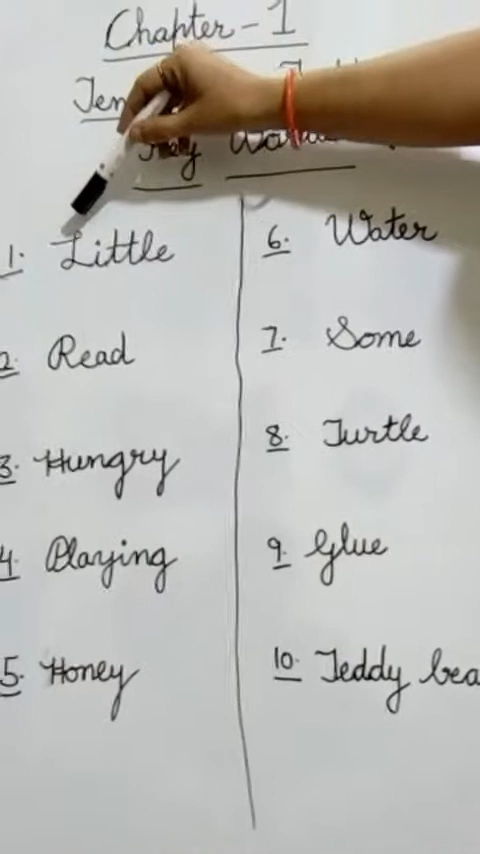 Chapter - 1
Key
1. Little
2. Read
3. Hungry
4. Playing
5. Honey
6. Water
7. Some
8. Turtle
9. Glue
10. Teddy bea